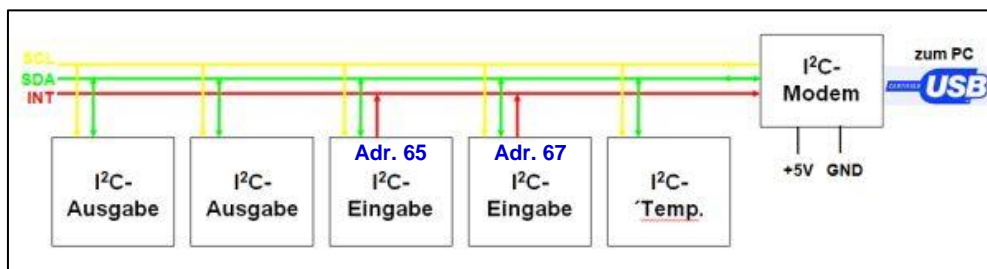 SCL
SDA
INT
I²C-
Modem
zum PC
CERTIFIED
USB
+5V GND
I²C-
Ausgabe
I²C-
Ausgabe
Adr. 65
I²C-
Eingabe
Adr. 67
I²C-
Eingabe
I²C-
´Temp.